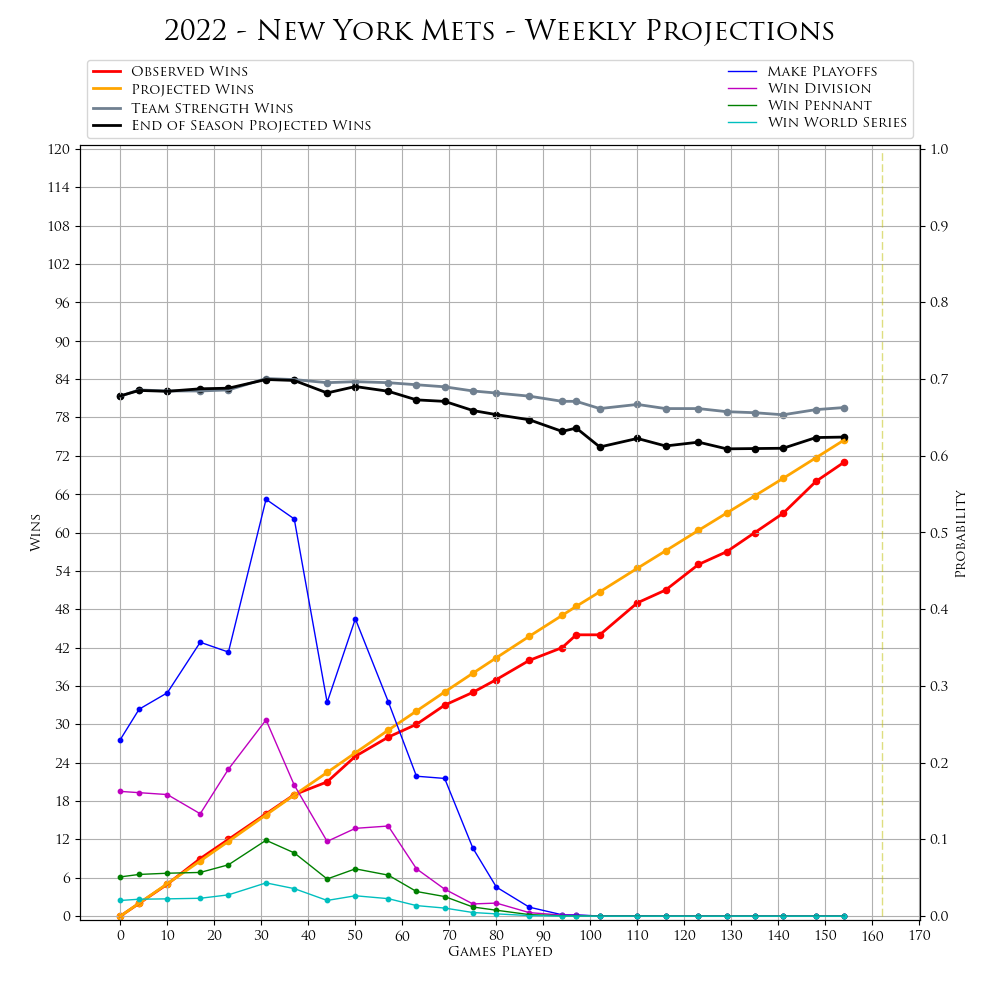 2022 - New York Mets - Weekly Projections
Observed Wins
Projected Wins
Team Strength Wins
End of Season Projected Wins
Make Playoffs
Win Division
Win Pennant
Win World Series
120
114
108
102
96
90
84
78
72
66
60
54
48
42
36
30
24
18
12
6
0
Wins
1.0
0.9
0.8
0.7
0.6
0.5
0.4
0.3
0.2
0.1
0.0
Probability
0 10 20 30 40 50 60 70 80 90 100 110 120 130 140 150 160 170
Games Played